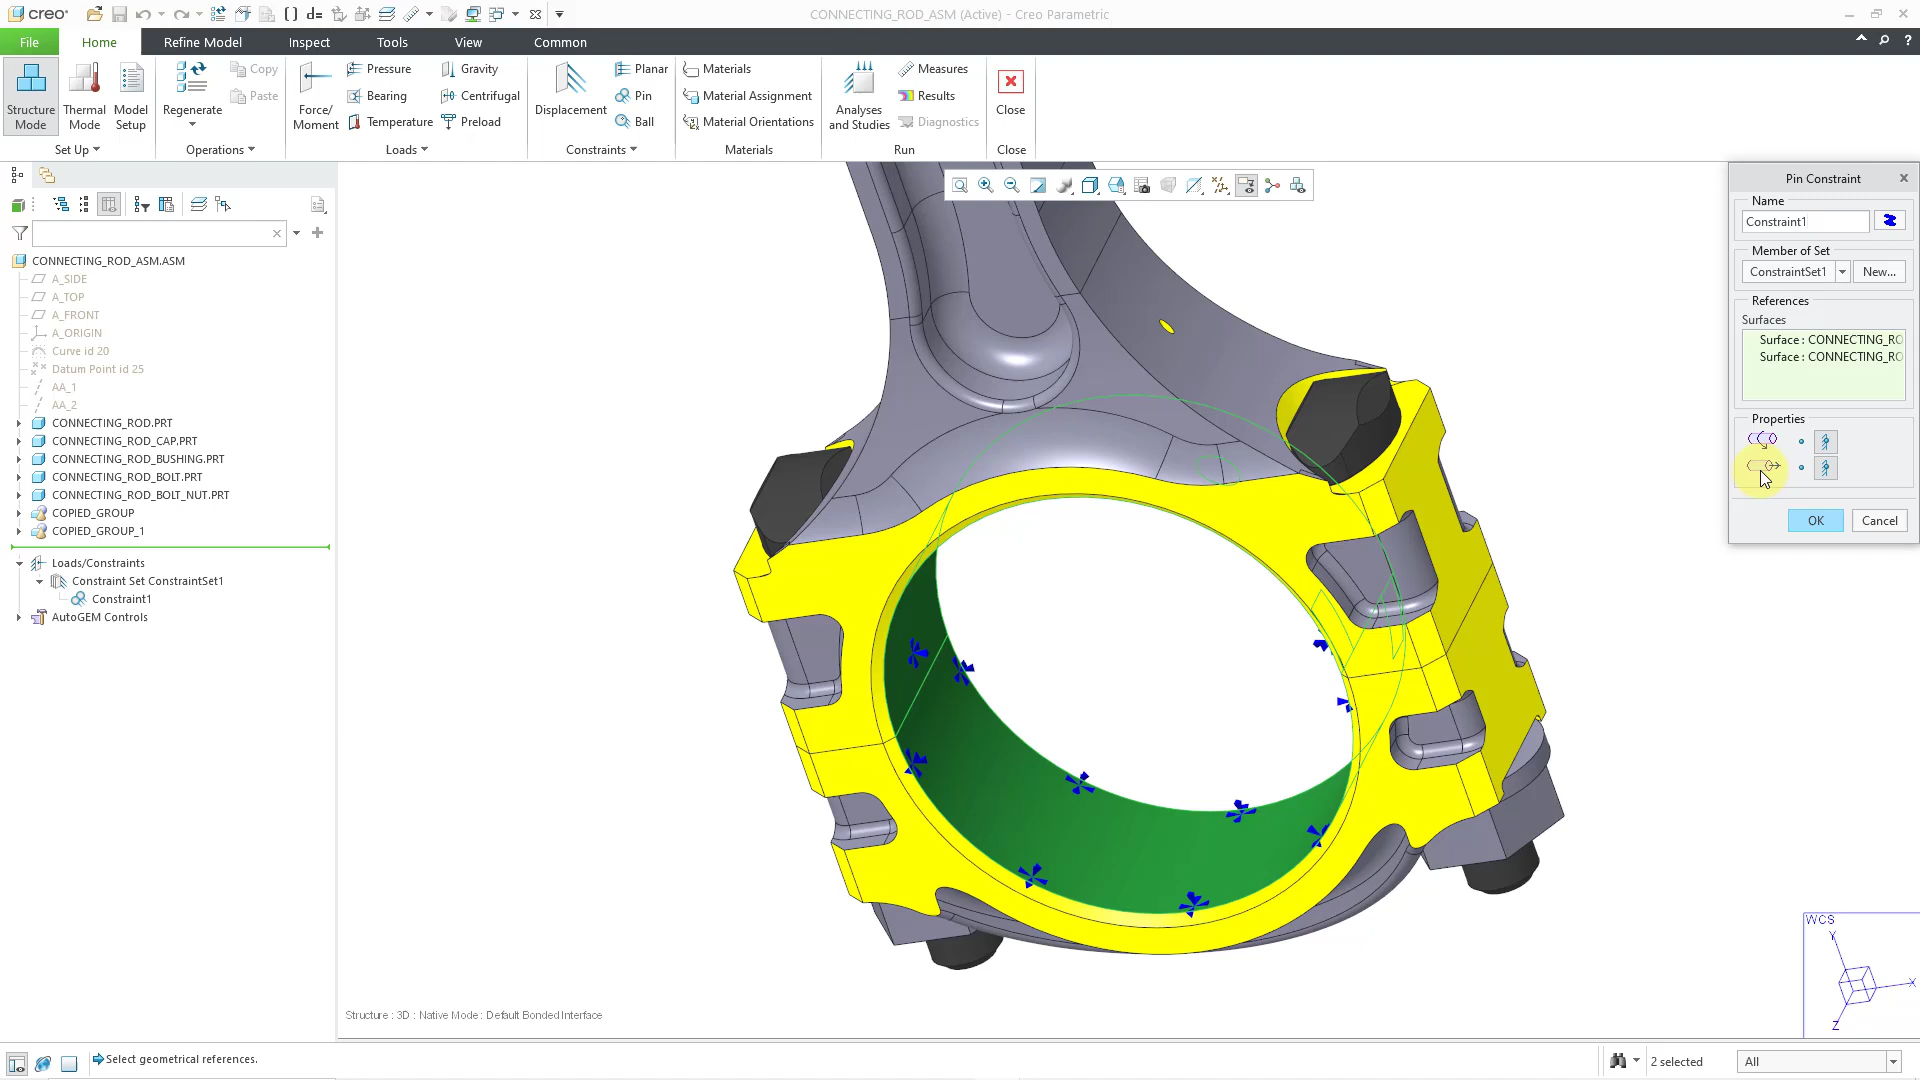 creo
d=
CONNECTING_ROD_ASM (Active) - Creo Parametric
File
Home
Refine Model
Inspect
Tools
View
Common
?
Structure Mode
Thermal Mode
Model Setup
Set Up
Regenerate
Copy
Paste
Operations
Force/Moment
Pressure
Bearing
Temperature
Gravity
Centrifugal
Preload
Loads
Displacement
Planar
Pin
Ball
Constraints
Materials
Material Assignment
Material Orientations
Materials
Analyses and Studies
Measures
Results
Diagnostics
Run
Close
Close
CONNECTING_ROD_ASM.ASM
A_SIDE
A_TOP
A_FRONT
A_ORIGIN
Curve id 20
Datum Point id 25
AA_1
AA_2
CONNECTING_ROD.PRT
CONNECTING_ROD_CAP.PRT
CONNECTING_ROD_BUSHING.PRT
CONNECTING_ROD_BOLT.PRT
CONNECTING_ROD_BOLT_NUT.PRT
COPIED_GROUP
COPIED_GROUP_1
Loads/Constraints
Constraint Set ConstraintSet1
Constraint1
AutoGEM Controls
Pin Constraint
Name
Constraint1
Member of Set
ConstraintSet1
New...
References
Surfaces
Surface : CONNECTING_RO
Surface : CONNECTING_RO
Properties
OK
Cancel
WCS
Y
X
Z
Structure : 3D : Native Mode : Default Bonded Interface
Select geometrical references.
2 selected
All